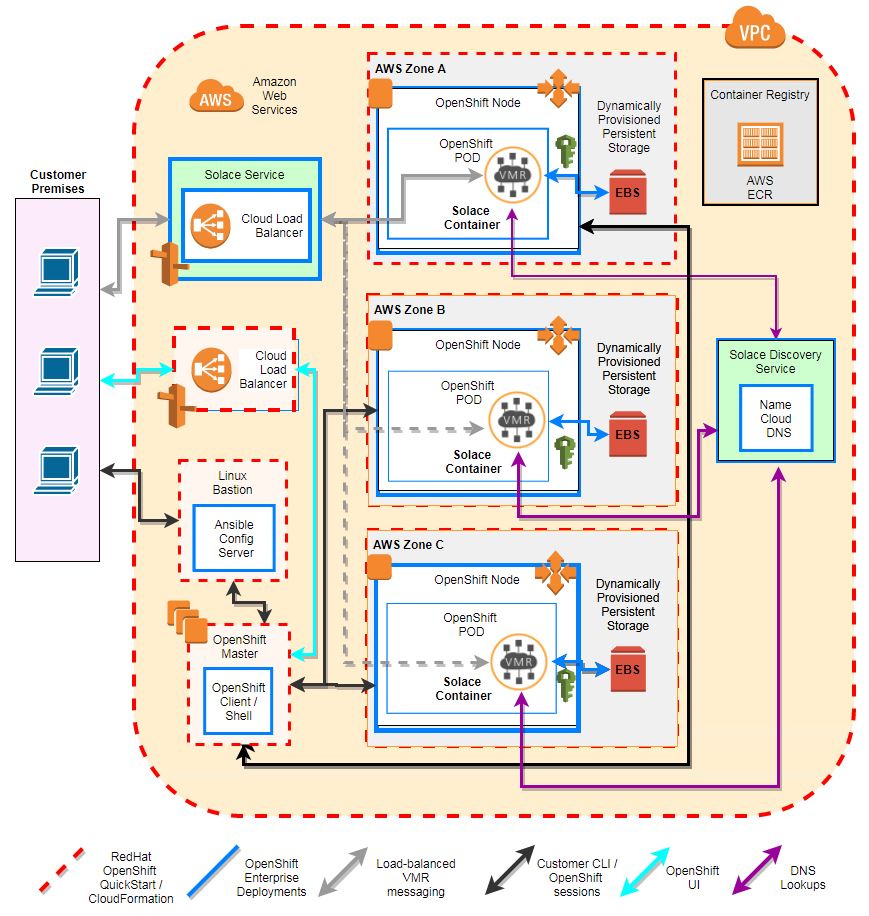 VPC
AWS
Amazon
Web
Services
Customer
Premises
Solace Service
Cloud Load
Balancer
Cloud
Load
Balancer
Linux
Bastion
Ansible
Config
Server
OpenShift
Master
OpenShift
Client /
Shell
AWS Zone A
OpenShift Node
OpenShift
POD
VMR
Solace
Container
Dynamically
Provisioned
Persistent
Storage
EBS
AWS Zone B
OpenShift Node
OpenShift
POD
VMR
Solace
Container
Dynamically
Provisioned
Persistent
Storage
EBS
AWS Zone C
OpenShift Node
OpenShift
POD
VMR
Solace
Container
Dynamically
Provisioned
Persistent
Storage
EBS
Container Registry
AWS
ECR
Solace Discovery
Service
Name
Cloud
DNS
RedHat
OpenShift
QuickStart /
CloudFormation
OpenShift
Enterprise
Deployments
Load-balanced
VMR
messaging
Customer CLI /
OpenShift
sessions
OpenShift
UI
DNS
Lookups